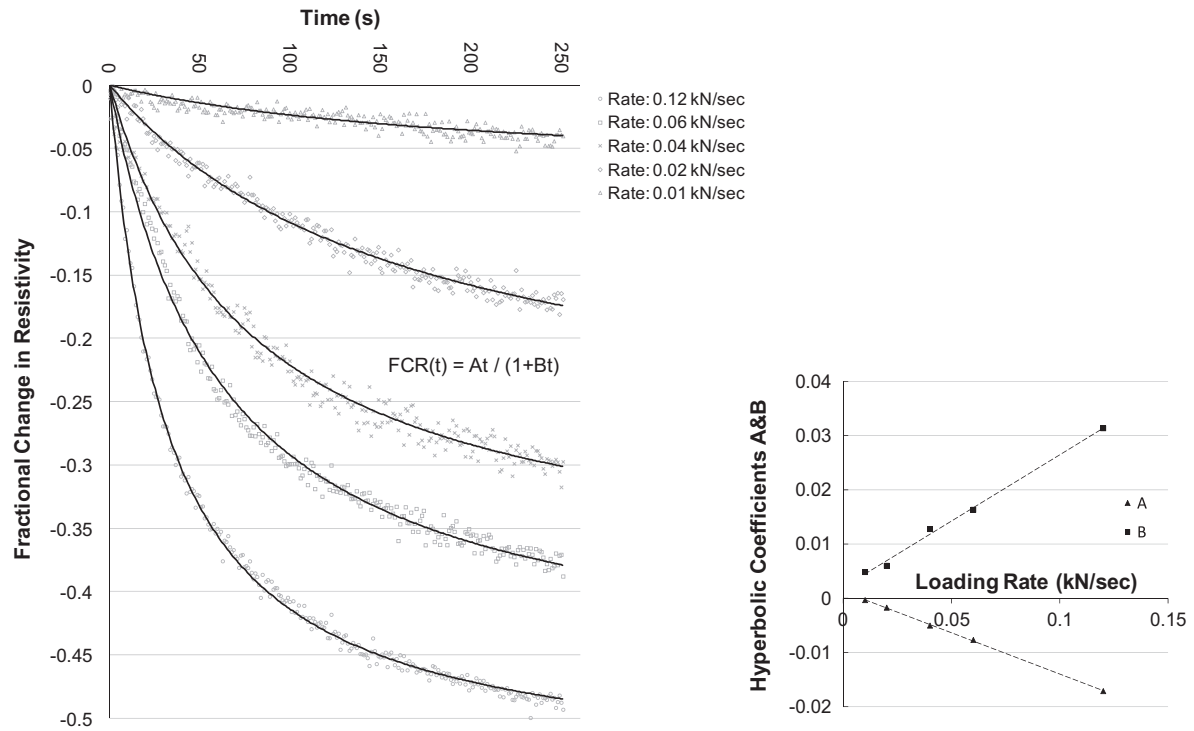 Time (s)
0
50
100
150
200
250
0
-0.05
-0.1
-0.15
-0.2
-0.25
-0.3
-0.35
-0.4
-0.45
-0.5
Fractional Change in Resistivity
FCR(t) = At / (1+Bt)
Rate: 0.12 kN/sec
Rate: 0.06 kN/sec
Rate: 0.04 kN/sec
Rate: 0.02 kN/sec
Rate: 0.01 kN/sec
Hyperbolic Coefficients A&B
0.04
0.03
0.02
0.01
0
-0.01
-0.02
A
B
Loading Rate (kN/sec)
0
0.05
0.1
0.15